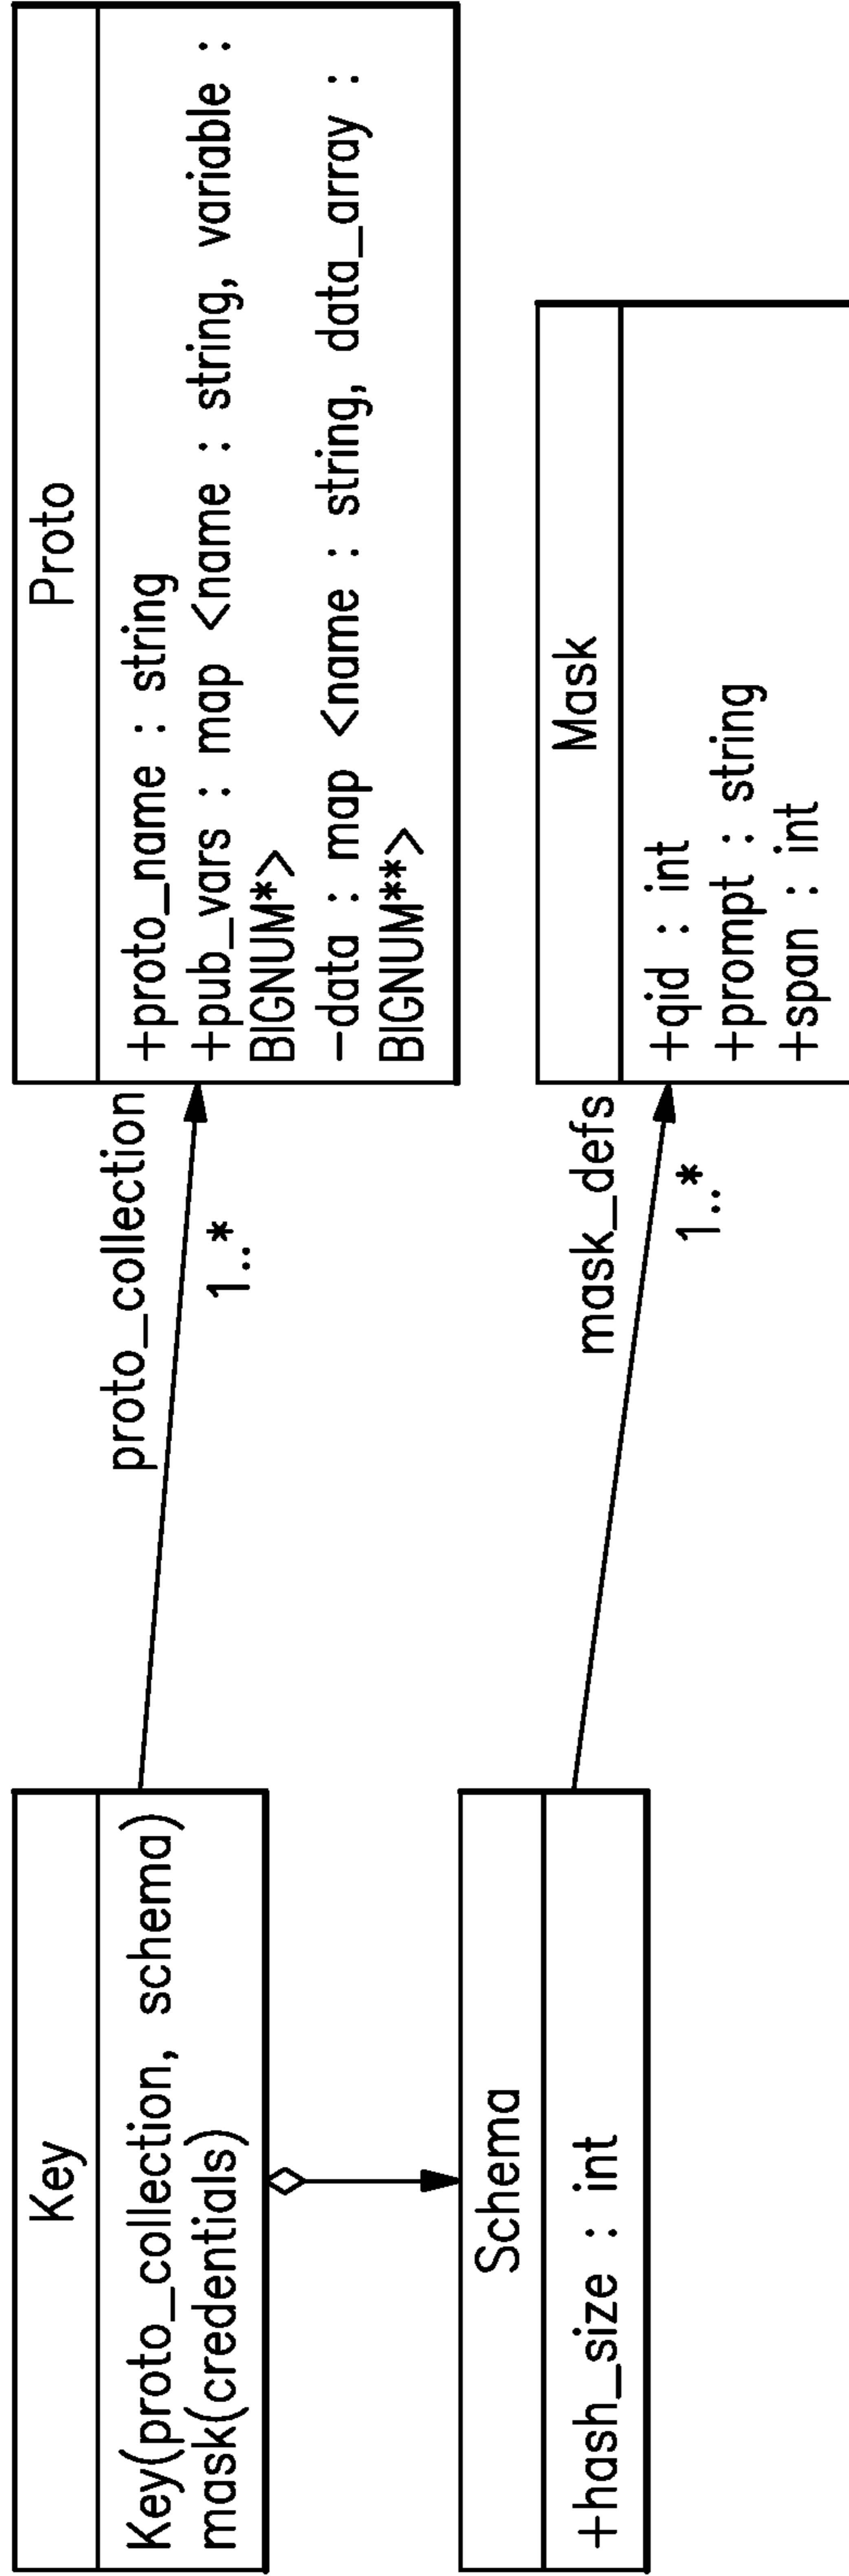 Key
Key(proto_collection, schema)
mask(credentials)
proto_collection
1..*
Proto
+proto_name : string
+pub_vars : map <name : string, variable :
BIGNUM*>
-data : map <name : string, data_array :
BIGNUM**>
Schema
+hash_size : int
mask_defs
1..*
Mask
+qid : int
+prompt : string
+span : int